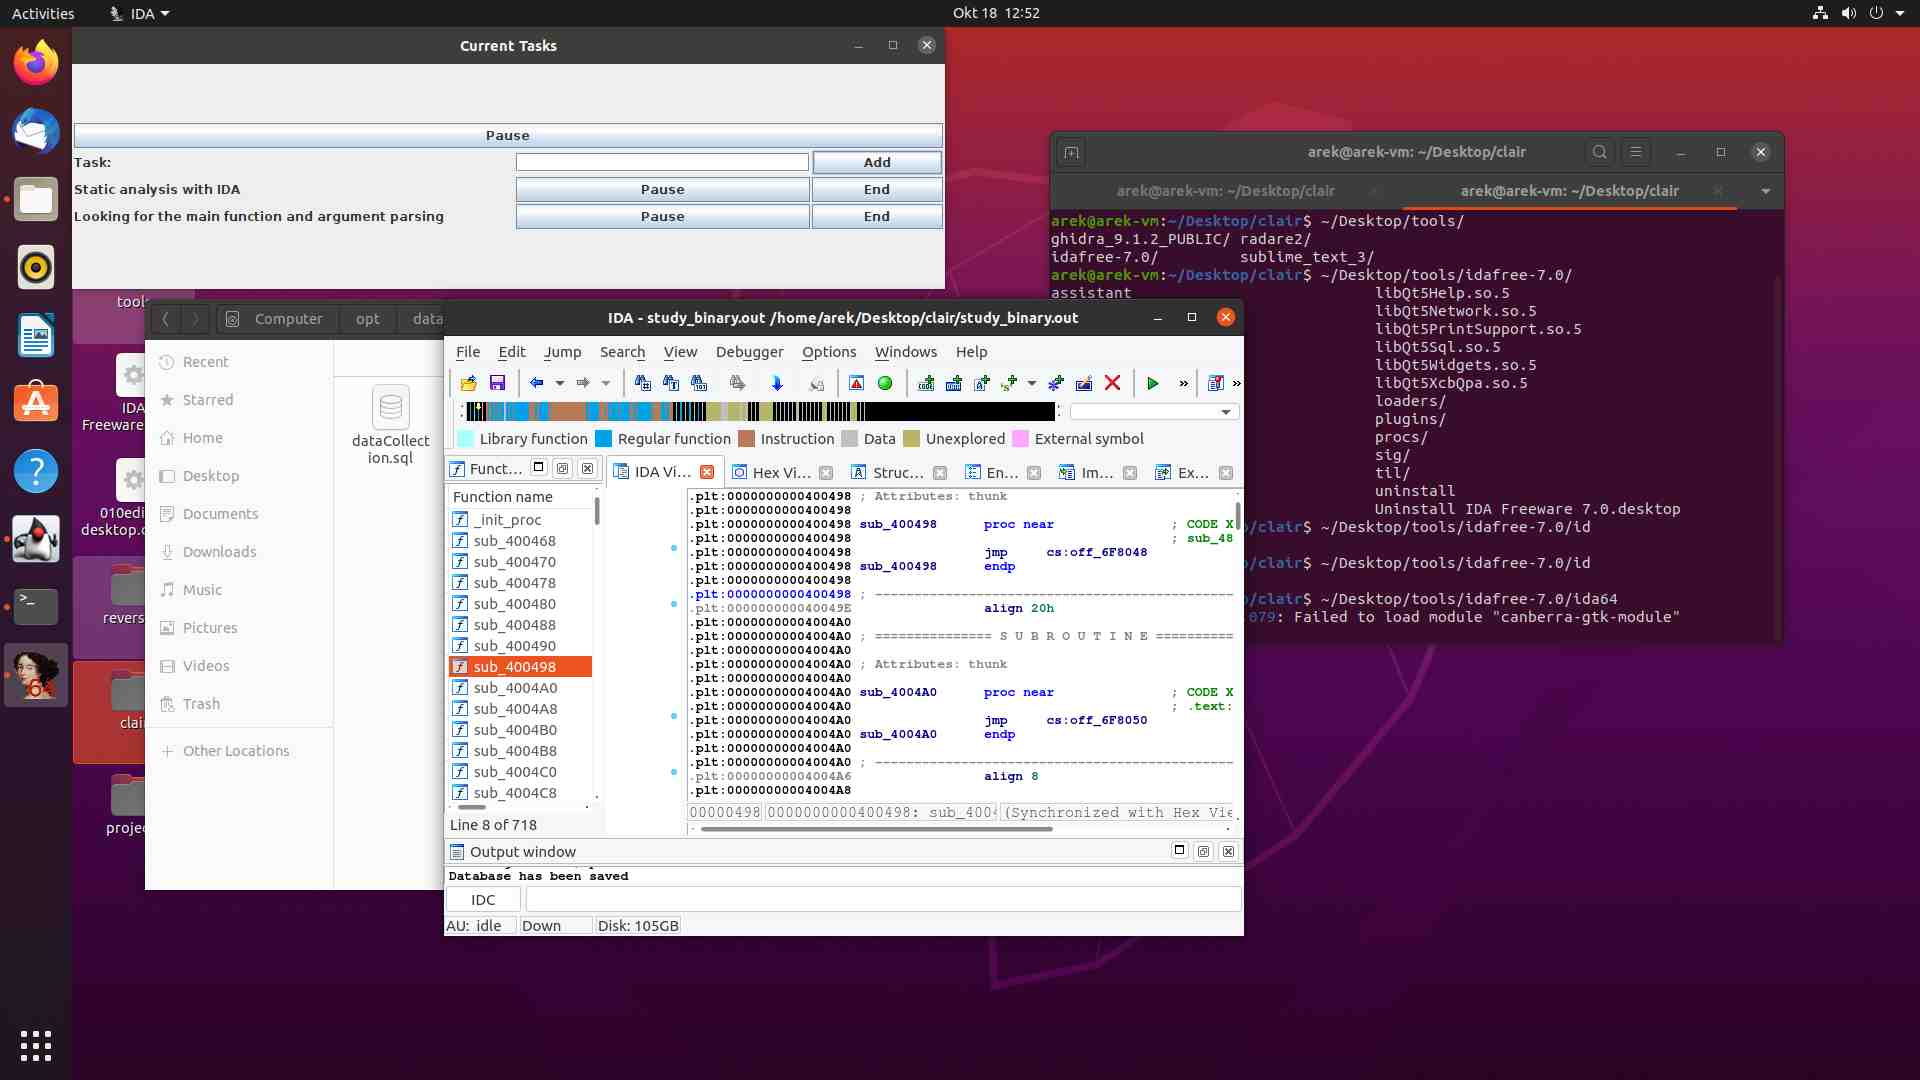 Activities
IDA
Okt 18 12:52
Current Tasks
Pause
Task:
Add
Static analysis with IDA
Pause
End
Looking for the main function and argument parsing
Pause
End
IDA
Freeware
010edi
desktop.c
revers
clai
projec
Computer
opt
data
Recent
Starred
Home
Desktop
Documents
Downloads
Music
Pictures
Videos
Trash
Other Locations
dataCollect
ion.sql
IDA - study_binary.out /home/arek/Desktop/clair/study_binary.out
File Edit Jump Search View Debugger Options Windows Help
Library function Regular function Instruction Data Unexplored External symbol
Funct...
IDA Vi...
Hex Vi...
Struc...
En...
Im...
Ex...
Function name
_init_proc
sub_400468
sub_400470
sub_400478
sub_400480
sub_400488
sub_400490
sub_400498
sub_4004A0
sub_4004A8
sub_4004B0
sub_4004B8
sub_4004C0
sub_4004C8
Line 8 of 718
.plt:0000000000400498 ; Attributes: thunk
.plt:0000000000400498
.plt:0000000000400498 sub_400498 proc near ; CODE X
.plt:0000000000400498 ; sub_48
.plt:0000000000400498 jmp cs:off_6F8048
.plt:0000000000400498 sub_400498 endp
.plt:0000000000400498
.plt:0000000000400498 ; ----------------------------------------------
.plt:000000000040049E align 20h
.plt:00000000004004A0
.plt:00000000004004A0 ; =============== S U B R O U T I N E ==========
.plt:00000000004004A0
.plt:00000000004004A0 ; Attributes: thunk
.plt:00000000004004A0
.plt:00000000004004A0 sub_4004A0 proc near ; CODE X
.plt:00000000004004A0 ; .text:
.plt:00000000004004A0 jmp cs:off_6F8050
.plt:00000000004004A0 sub_4004A0 endp
.plt:00000000004004A0
.plt:00000000004004A0 ; ----------------------------------------------
.plt:00000000004004A6 align 8
.plt:00000000004004A8
00000498 0000000000400498: sub_400 (Synchronized with Hex Vie
Output window
Database has been saved
IDC
AU: idle Down Disk: 105GB
arek@arek-vm: ~/Desktop/clair
arek@arek-vm: ~/Desktop/clair
arek@arek-vm: ~/Desktop/clair
arek@arek-vm:~/Desktop/clair$ ~/Desktop/tools/
ghidra_9.1.2_PUBLIC/ radare2/
idafree-7.0/ sublime_text_3/
arek@arek-vm:~/Desktop/clair$ ~/Desktop/tools/idafree-7.0/
assistant libQt5Help.so.5
libQt5Network.so.5
libQt5PrintSupport.so.5
libQt5Sql.so.5
libQt5Widgets.so.5
libQt5XcbQpa.so.5
loaders/
plugins/
procs/
sig/
til/
uninstall
Uninstall IDA Freeware 7.0.desktop
/clair$ ~/Desktop/tools/idafree-7.0/id
/clair$ ~/Desktop/tools/idafree-7.0/id
/clair$ ~/Desktop/tools/idafree-7.0/ida64
079: Failed to load module "canberra-gtk-module"